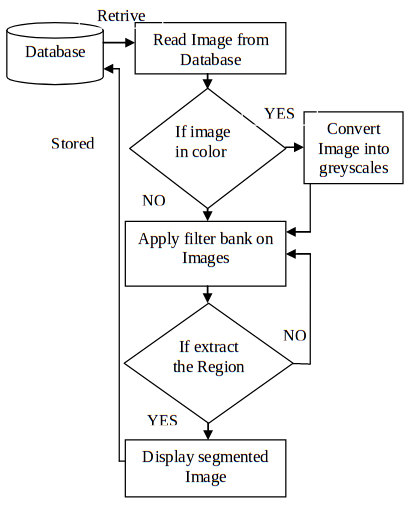 Retrive
Database
Read Image from
Database
YES
If image
in color
Convert
Image into
greyscales
Stored
NO
Apply filter bank on
Images
NO
If extract
the Region
YES
Display segmented
Image